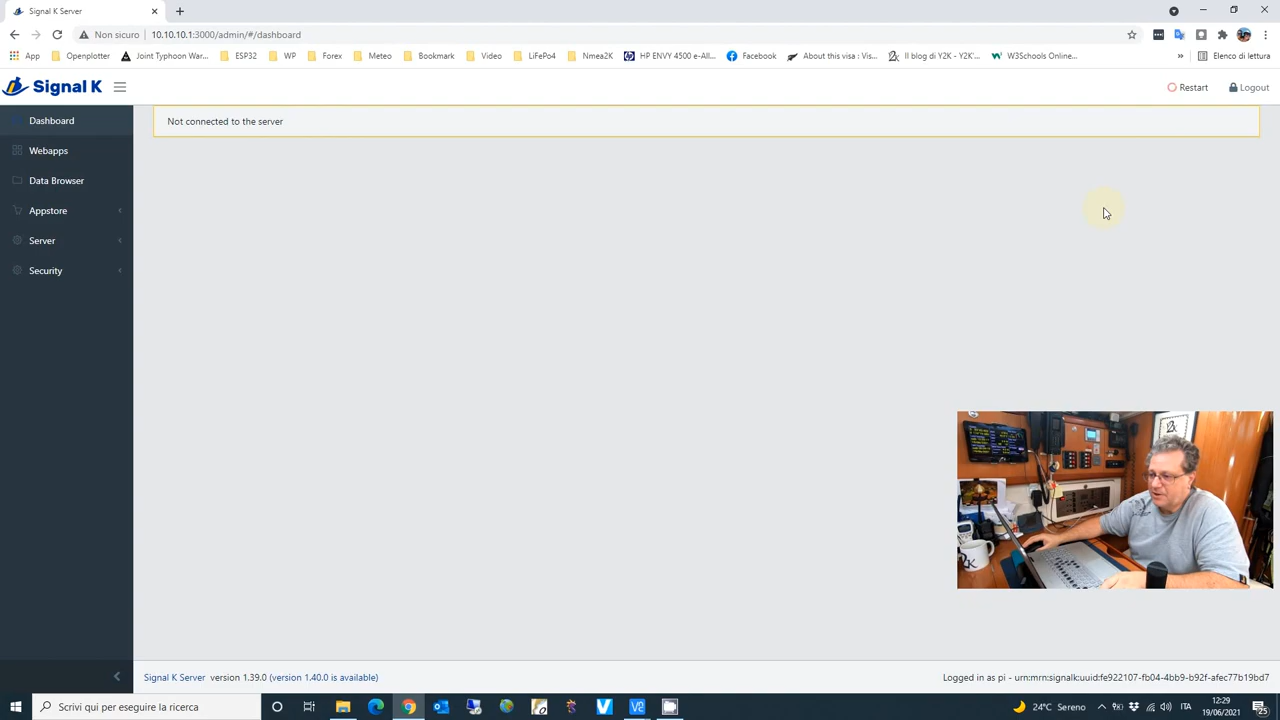 Signal K Server
Non sicuro 10.10.10.1:3000/admin/#/dashboard
App Openplotter Joint Typhoon War... ESP32 WP Forex Meteo Bookmark Video LiFePo4 Nmea2K HP ENVY 4500 e-All... Facebook About this visa : Vis... Il blog di Y2K - Y2K'... W3Schools Online... » Elenco di lettura
Signal K Restart Logout
Dashboard
Not connected to the server
Webapps
Data Browser
Appstore
Server
Security
Signal K Server version 1.39.0 (version 1.40.0 is available) Logged in as pi - urn:mrn:signalk:uuid:fe922107-fb04-4bb9-b92f-afec77b19bd7
Scrivi qui per eseguire la ricerca 24°C Sereno ITA 12:29
19/06/2021 25